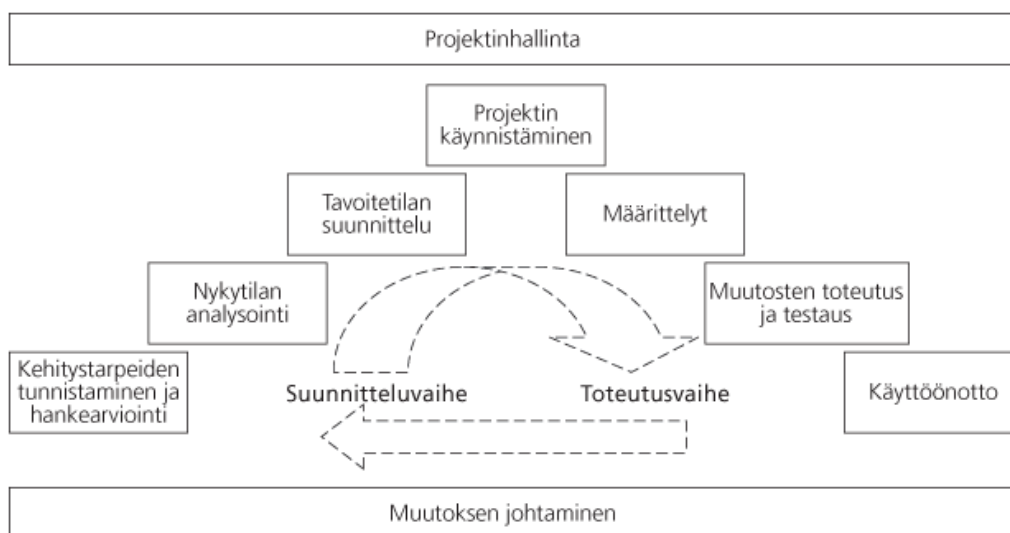 Projektinhallinta
Projektin
käynnistäminen
Tavoitetilan
suunnittelu
Määrittelyt
Nykytilan
analysointi
Muutosten toteutus
ja testaus
Kehitystarpeiden
tunnistaminen ja
hankearviointi
Suunnitteluvaihe
Toteutusvaihe
Käyttöönotto
Muutoksen johtaminen